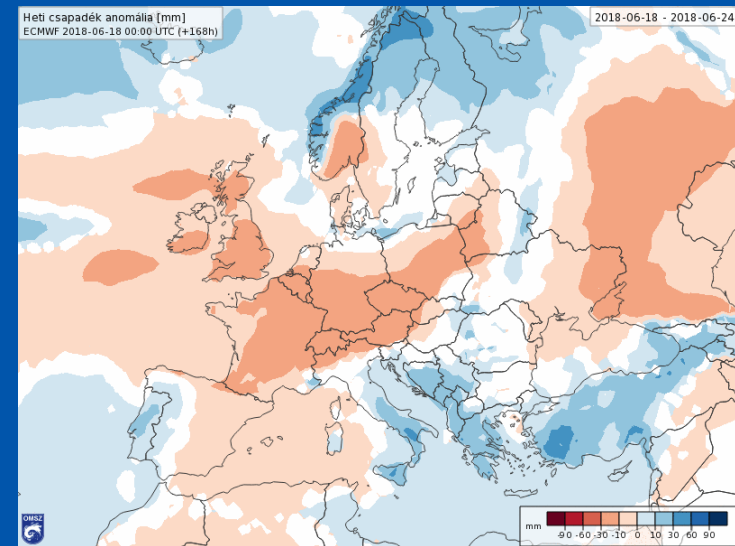 Heti csapadék anomália [mm]
ECMWF 2018-06-18 00:00 UTC (+168h)
2018-06-18 - 2018-06-24
OMSZ
mm
-90 -60 -30 -10 0 10 30 60 90